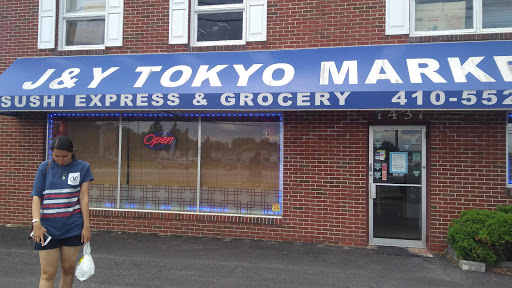 J&Y TOKYO MARKE
SUSHI EXPRESS & GROCERY 410-552
Open
1437